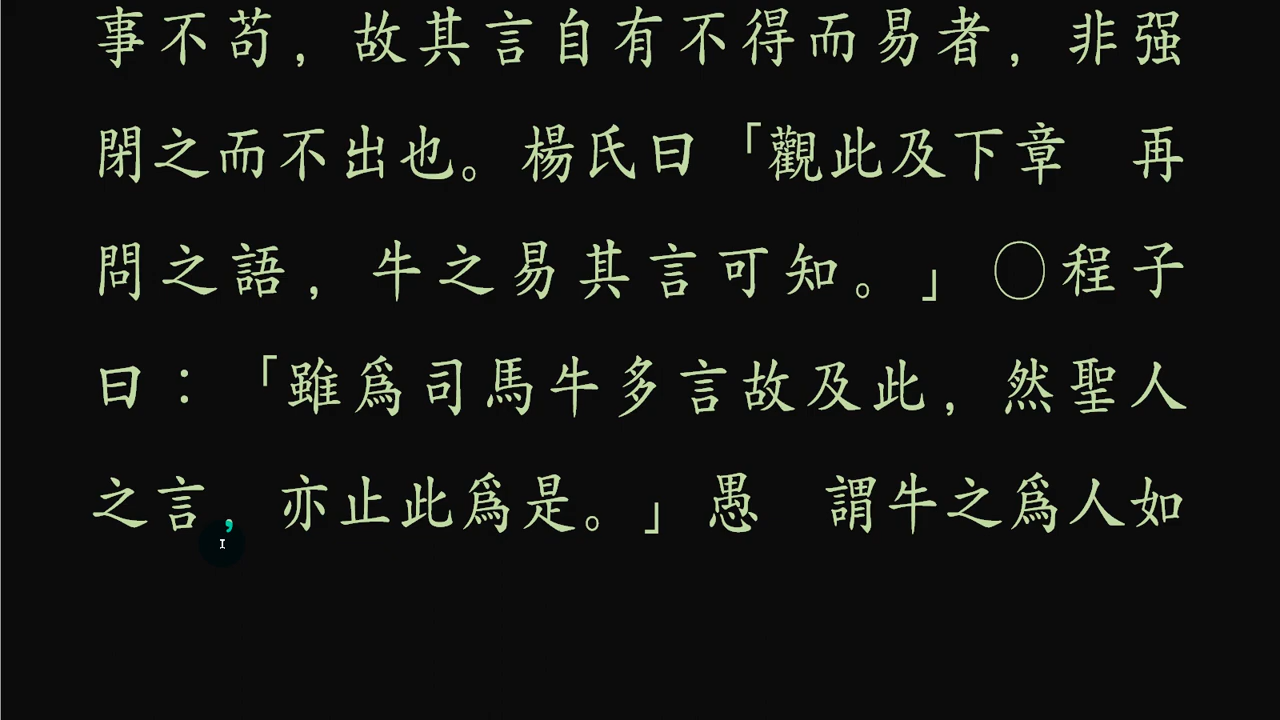 事不苟，故其言自有不得而易者，非强
閉之而不出也。楊氏曰「觀此及下章　再
問之語，牛之易其言可知。」◯程子
曰：「雖爲司馬牛多言故及此，然聖人
之言，亦止此爲是。」愚　謂牛之爲人如